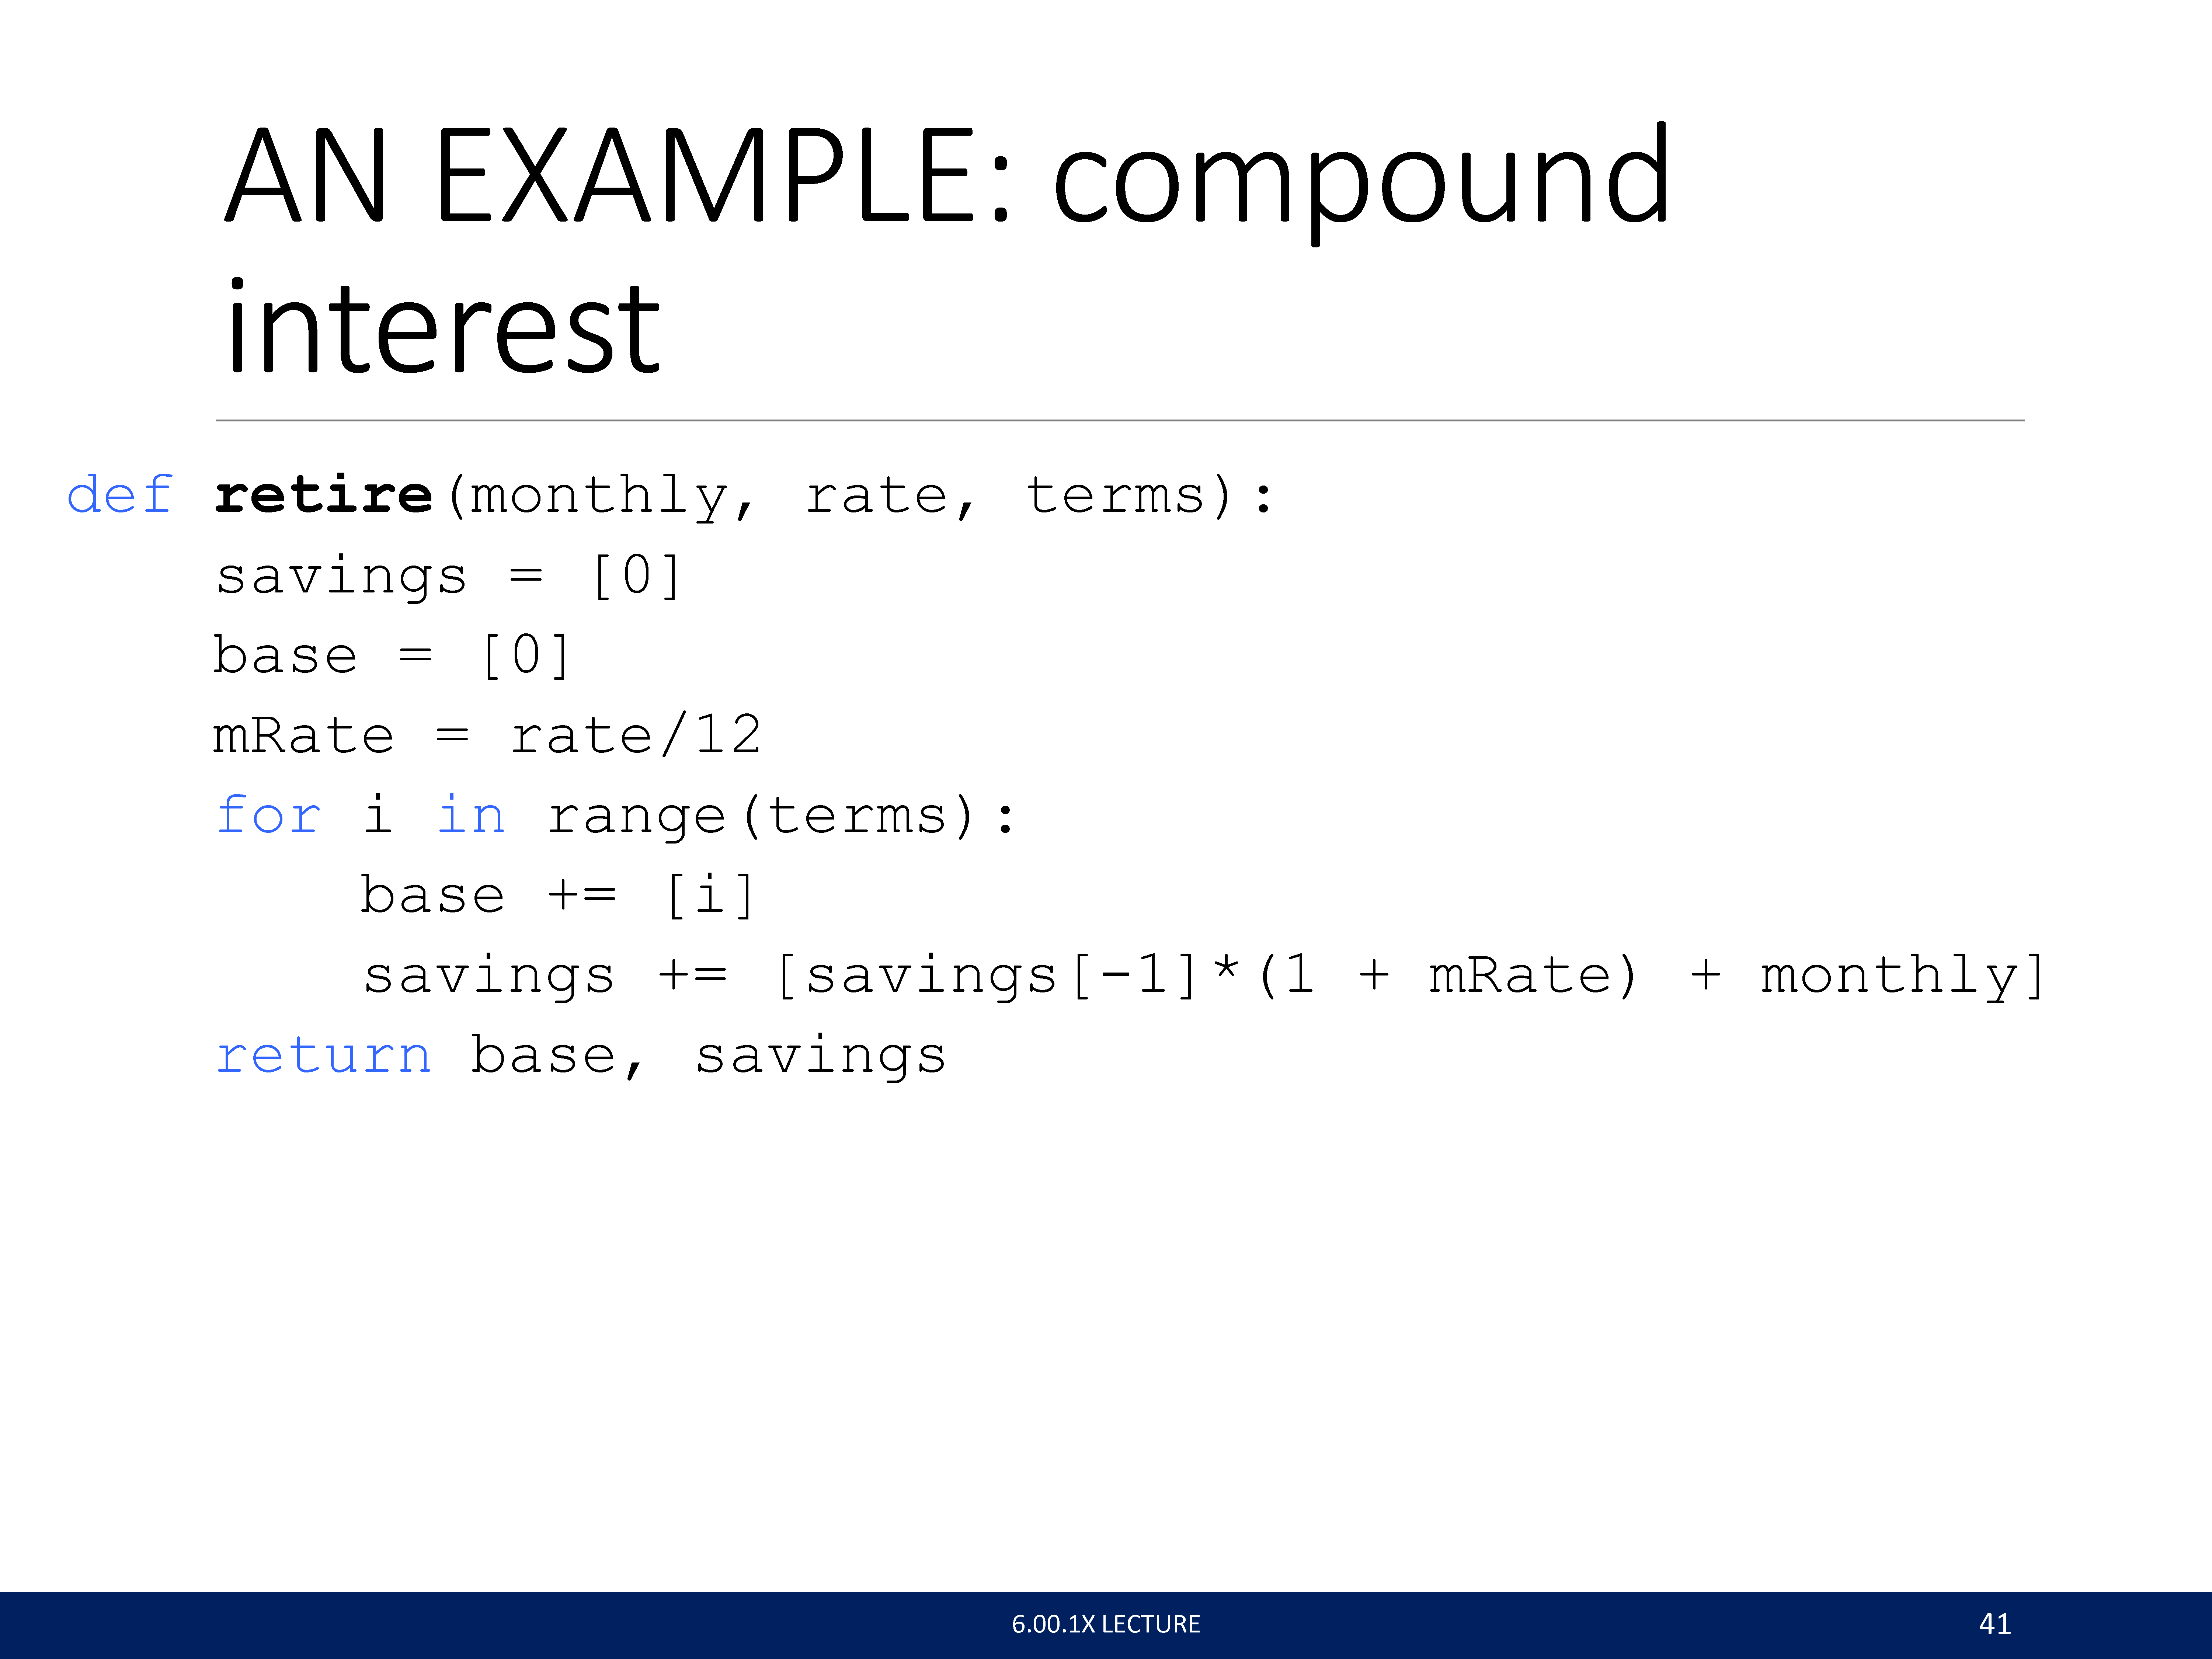 AN EXAMPLE: compound
interest
def retire(monthly, rate, terms):
    savings = [0]
    base = [0]
    mRate = rate/12
    for i in range(terms):
        base += [i]
        savings += [savings[-1]*(1 + mRate) + monthly]
    return base, savings
6.00.1X LECTURE
41